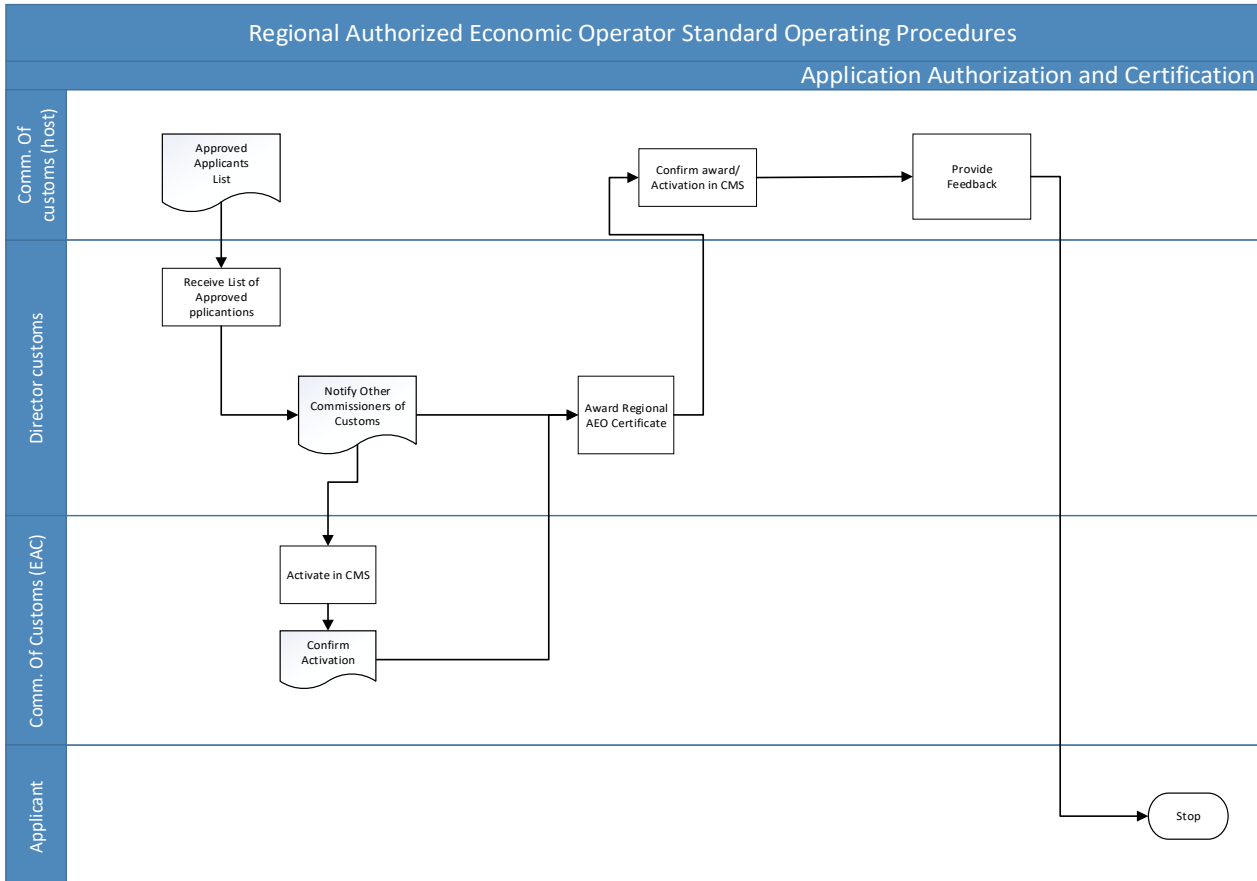 Regional Authorized Economic Operator Standard Operating Procedures
Application Authorization and Certification
Comm. Of
customs (host)
Approved
Applicants
List
Confirm award/
Activation in CMS
Provide
Feedback
Director customs
Receive List of
Approved
pplicantions
Notify Other
Commissioners of
Customs
Award Regional
AEO Certificate
Comm. Of Customs (EAC)
Activate in CMS
Confirm
Activation
Applicant
Stop